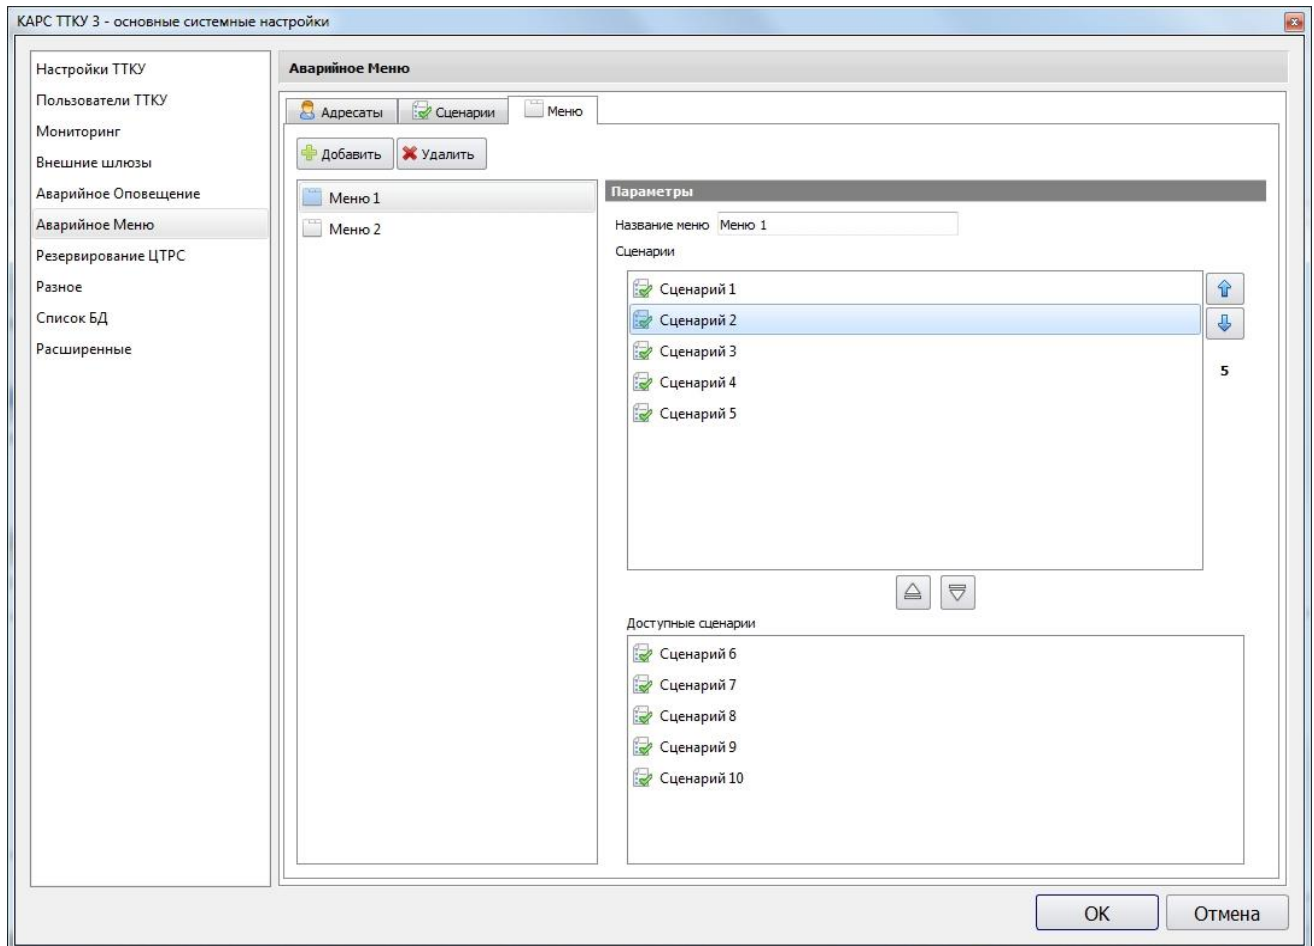 КАРС ТТКУ 3 - основные системные настройки
Настройки ТТКУ
Пользователи ТТКУ
Мониторинг
Внешние шлюзы
Аварийное Оповещение
Аварийное Меню
Резервирование ЦТРС
Разное
Список БД
Расширенные
Аварийное Меню
Адресаты Сценарии Меню
Добавить Удалить
Меню 1
Меню 2
Параметры
Название меню Меню 1
Сценарии
Сценарий 1
Сценарий 2
Сценарий 3
Сценарий 4
Сценарий 5
5
Доступные сценарии
Сценарий 6
Сценарий 7
Сценарий 8
Сценарий 9
Сценарий 10
ОК Отмена